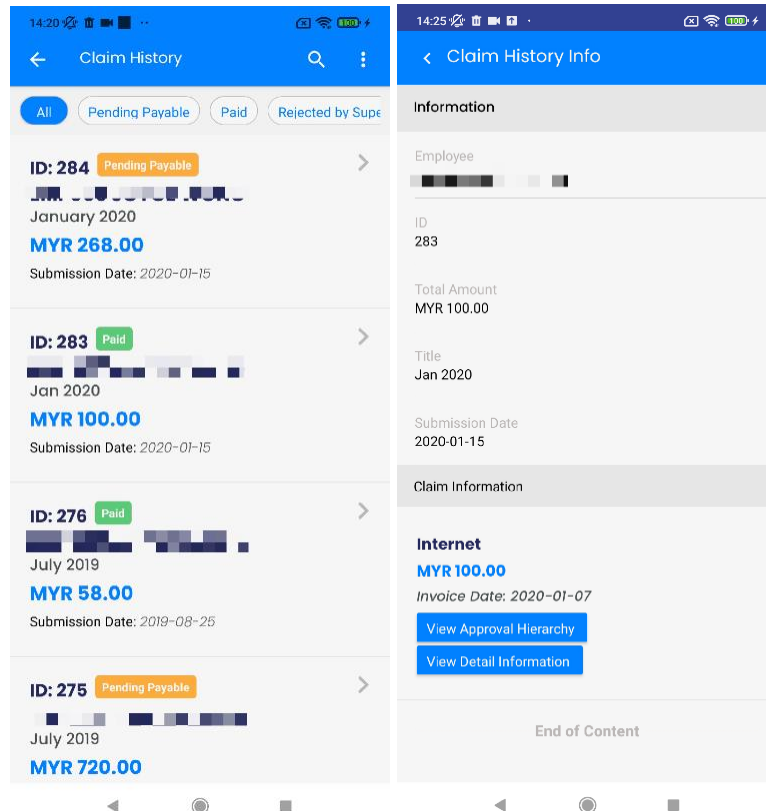 14:20
100
Claim History
All
Pending Payable
Paid
Rejected by Supe
ID: 284 Pending Payable
January 2020
MYR 268.00
Submission Date: 2020-01-15
ID: 283 Paid
Jan 2020
MYR 100.00
Submission Date: 2020-01-15
ID: 276 Paid
July 2019
MYR 58.00
Submission Date: 2019-08-25
ID: 275 Pending Payable
July 2019
MYR 720.00
14:25
100
Claim History Info
Information
Employee
ID
283
Total Amount
MYR 100.00
Title
Jan 2020
Submission Date
2020-01-15
Claim Information
Internet
MYR 100.00
Invoice Date: 2020-01-07
View Approval Hierarchy
View Detail Information
End of Content